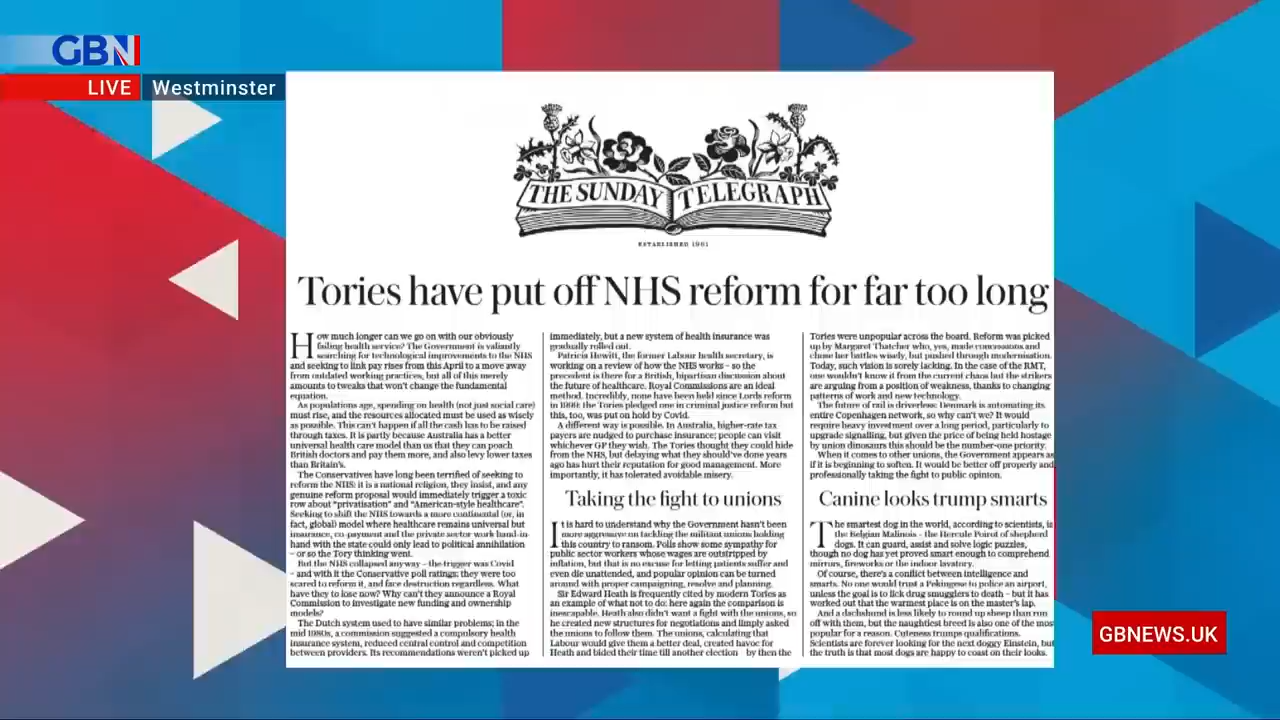 GBN
LIVE Westminster
THE SUNDAY TELEGRAPH
ESTABLISHED 1961
Tories have put off NHS reform for far too long
How much longer can we go on with our obviously
failing health service? The Government is valiantly
searching for technological improvements to the NHS
and seeking to link pay rises from this April to a move away
from outdated working practices, but all of this merely
amounts to tweaks that won't change the fundamental
equation.
As populations age, spending on health (not just social care)
must rise, and the resources allocated must be used as wisely
as possible. This can't happen if all the cash has to be raised
through taxes. It is partly because Australia has a better
universal health care model than us that they can poach
British doctors and pay them more, and also levy lower taxes
than Britain's.
The Conservatives have long been terrified of seeking to
reform the NHS: it is a national religion, they insist, and any
genuine reform proposal would immediately trigger a toxic
row about "privatisation" and "American-style healthcare".
Seeking to shift the NHS towards a more continental (or, in
fact, global) model where healthcare remains universal but
insurance, co-payment and the private sector work hand-in-
hand with the state could only lead to political annihilation
– or so the Tory thinking went.
But the NHS collapsed anyway – the trigger was Covid
– and with it the Conservative poll ratings; they were too
scared to reform it, and face destruction regardless. What
have they to lose now? Why can't they announce a Royal
Commission to investigate new funding and ownership
models?
The Dutch system used to have similar problems; in the
mid 1980s, a commission suggested a compulsory health
insurance system, reduced central control and competition
between providers. Its recommendations weren't picked up
immediately, but a new system of health insurance was
gradually rolled out.
Patricia Hewitt, the former Labour health secretary, is
working on a review of how the NHS works – so the
precedent is there for a British, bipartisan discussion about
the future of healthcare. Royal Commissions are an ideal
method. Incredibly, none have been held since Lords reform
in 1999; the Tories pledged one in criminal justice reform but
this, too, was put on hold by Covid.
A different way is possible. In Australia, higher-rate tax
payers are nudged to purchase insurance; people can visit
whichever GP they wish. The Tories thought they could hide
from the NHS, but delaying what they should've done years
ago has hurt their reputation for good management. More
importantly, it has tolerated avoidable misery.
Taking the fight to unions
It is hard to understand why the Government hasn't been
more aggressive on tackling the militant unions holding
this country to ransom. Polls show some sympathy for
public sector workers whose wages are outstripped by
inflation, but that is no excuse for letting patients suffer and
even die unattended, and popular opinion can be turned
around with proper campaigning, resolve and planning.
Sir Edward Heath is frequently cited by modern Tories as
an example of what not to do: here again the comparison is
inexcapable. Heath also didn't want a fight with the unions, so
he created new structures for negotiations and limply asked
the unions to follow them. The unions, calculating that
Labour would give them a better deal, created havoc for
Heath and bided their time till another election by then the
Tories were unpopular across the board. Reform was picked
up by Margaret Thatcher who, yes, made concessions and
chose her battles wisely, but pushed through modernisation.
Today, such vision is sorely lacking. In the case of the RMT,
one wouldn't know it from the current chaos but the strikers
are arguing from a position of weakness, thanks to changing
patterns of work and new technology.
The future of rail is driverless: Denmark is automating its
entire Copenhagen network, so why can't we? It would
require heavy investment over a long period, particularly to
upgrade signalling, but given the price of being held hostage
by union dinosaurs this should be the number-one priority.
When it comes to other unions, the Government appears as
if it is beginning to soften. It would be better off properly and
professionally taking the fight to public opinion.
Canine looks trump smarts
The smartest dog in the world, according to scientists, is
the Belgian Malinois – the Hercule Poirot of shepherd
dogs. It can guard, assist and solve logic puzzles,
though no dog has yet proved smart enough to comprehend
mirrors, fireworks or the indoor lavatory.
Of course, there's a conflict between intelligence and
smarts. No one would trust a Pekingese to police an airport,
unless the goal is to lick drug smugglers to death – but it has
worked out that the warmest place is on the master's lap.
And a dachshund is less likely to round up sheep than run
off with them, but the naughtiest breed is also one of the most
popular for a reason. Cuteness trumps qualifications.
Scientists are forever looking for the next doggy Einstein, but
the truth is that most dogs are happy to coast on their looks.
GBNEWS.UK